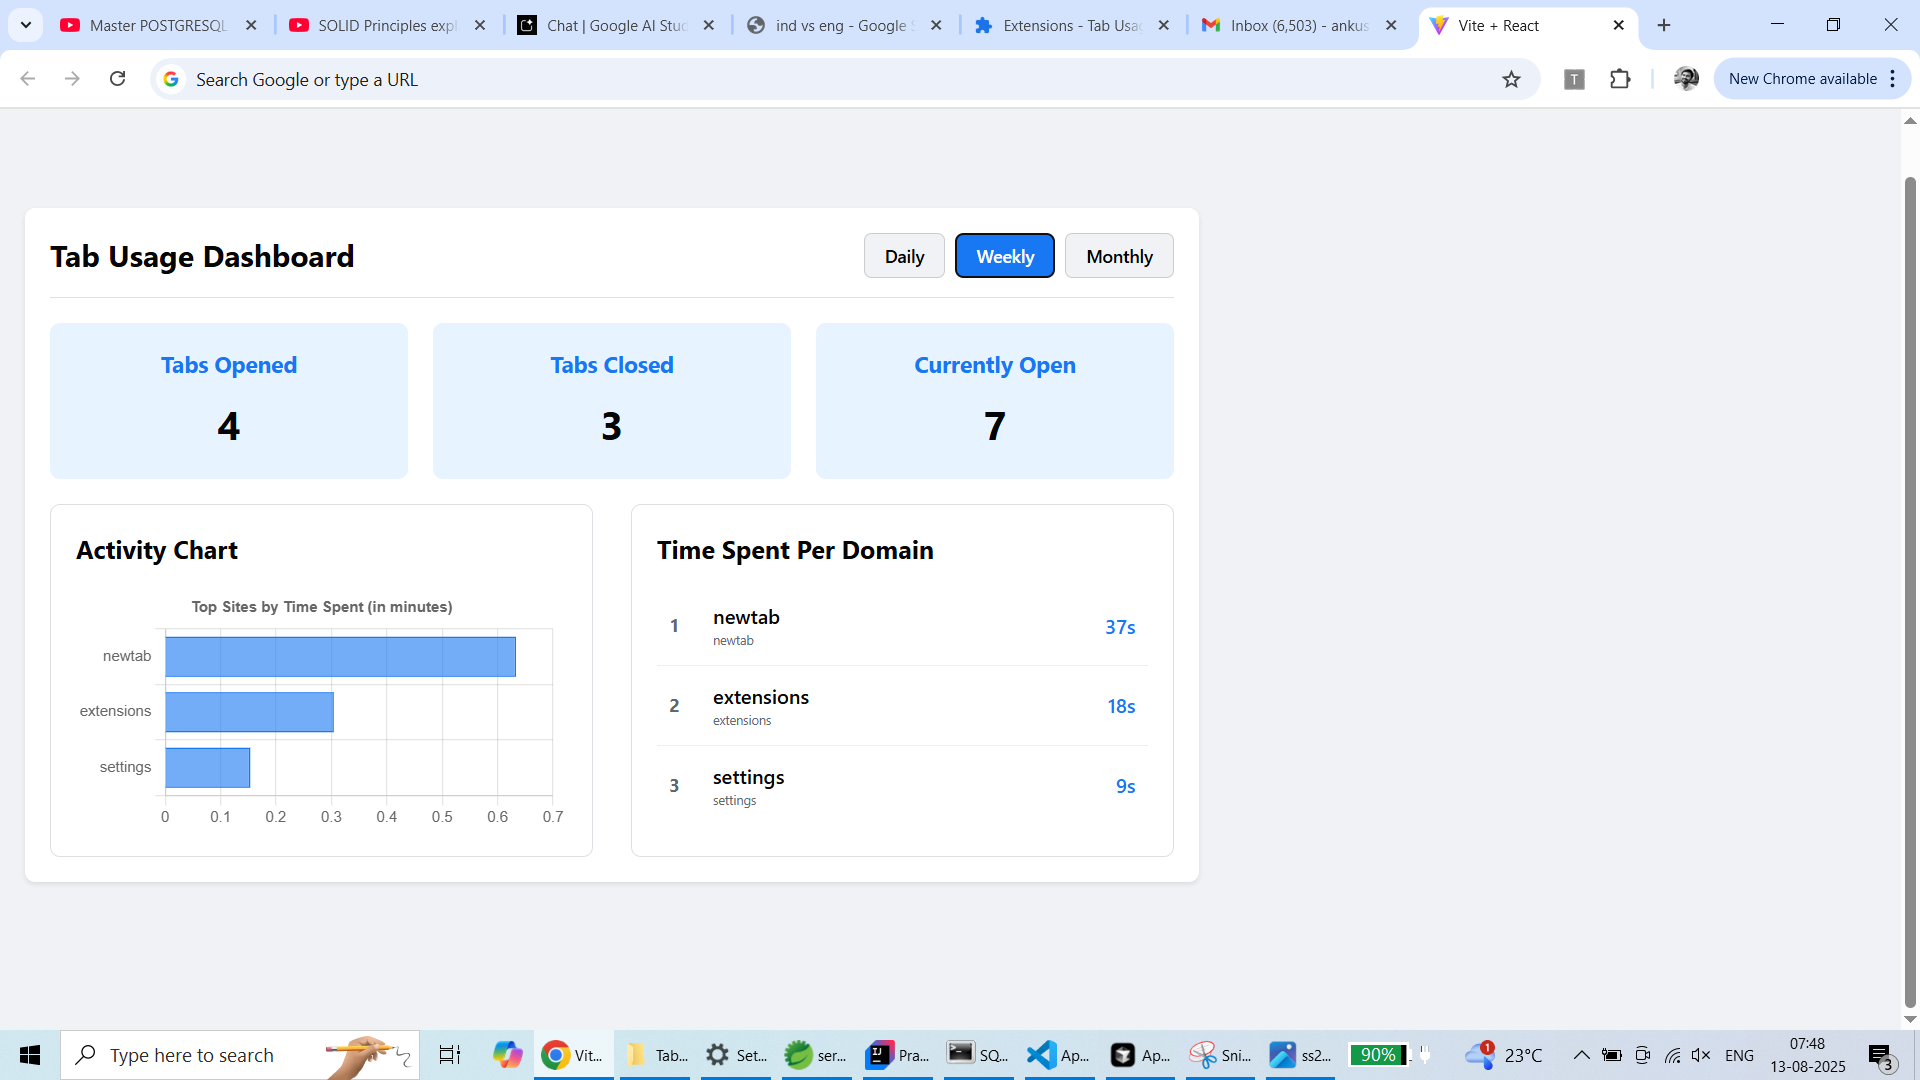 Master POSTGRESQL
SOLID Principles expl
Chat | Google AI Stud
ind vs eng - Google S
Extensions - Tab Usag
Inbox (6,503) - ankus
Vite + React
Search Google or type a URL
T
New Chrome available
Tab Usage Dashboard
Daily
Weekly
Monthly
Tabs Opened
4
Tabs Closed
3
Currently Open
7
Activity Chart
Top Sites by Time Spent (in minutes)
newtab
extensions
settings
0 0.1 0.2 0.3 0.4 0.5 0.6 0.7
Time Spent Per Domain
1 newtab 37s
newtab
2 extensions 18s
extensions
3 settings 9s
settings
Type here to search
Vit...
Tab...
Set...
ser...
Pra...
SQ...
Ap...
Ap...
Sni...
ss2...
90%
1
23°C
ENG
07:48
13-08-2025
3